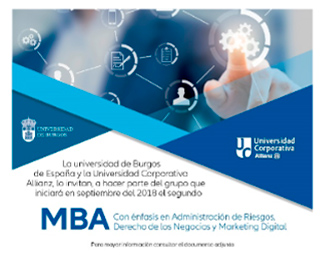 UNIVERSIDAD
DE BURGOS
Universidad
Corporativa
Allianz
La universidad de Burgos
de España y la Universidad Corporativa
Allianz, lo invitan, a hacer parte del grupo que
iniciará en septiembre del 2018 el segundo
MBA
Con énfasis en Administración de Riesgos,
Derecho de los Negocios y Marketing Digital
Para mayor información consultar el documento adjunto